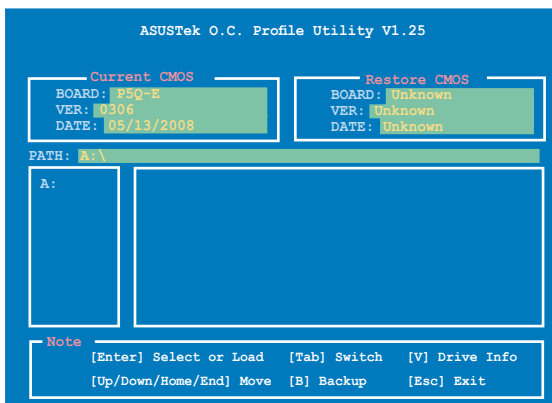 ASUSTek O.C. Profile Utility V1.25
Current CMOS
BOARD: P5Q-E
VER: 0306
DATE: 05/13/2008
Restore CMOS
BOARD: Unknown
VER: Unknown
DATE: Unknown
PATH: A:\
A:
Note
[Enter] Select or Load [Tab] Switch [V] Drive Info
[Up/Down/Home/End] Move [B] Backup [Esc] Exit